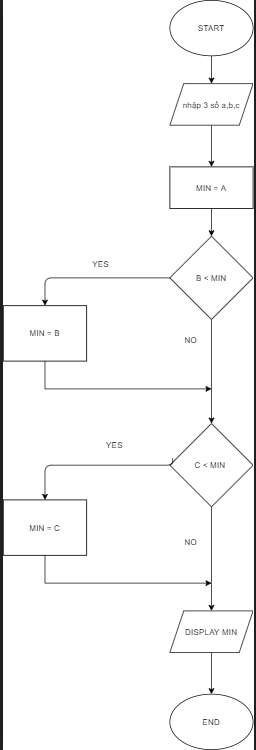 START
nhập 3 số a,b,c
MIN = A
B < MIN
YES
MIN = B
NO
C < MIN
YES
MIN = C
NO
DISPLAY MIN
END